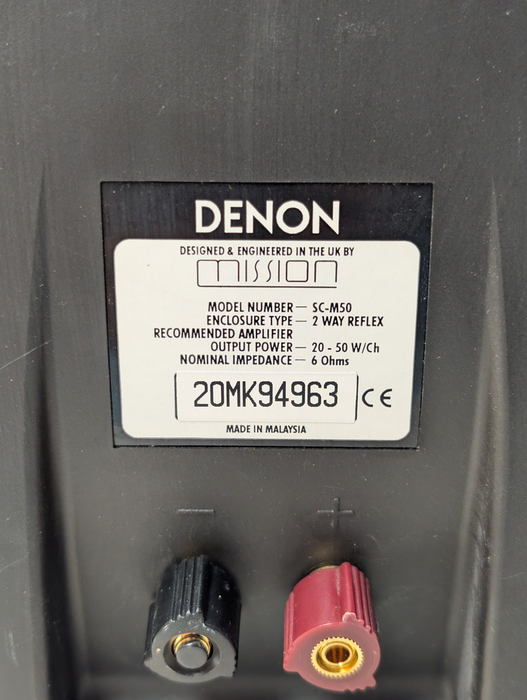 DENON
DESIGNED & ENGINEERED IN THE UK BY
mission
MODEL NUMBER — SC-M50
ENCLOSURE TYPE — 2 WAY REFLEX
RECOMMENDED AMPLIFIER
OUTPUT POWER — 20 - 50 W/Ch
NOMINAL IMPEDANCE — 6 Ohms
20MK94963 CE
MADE IN MALAYSIA
− +